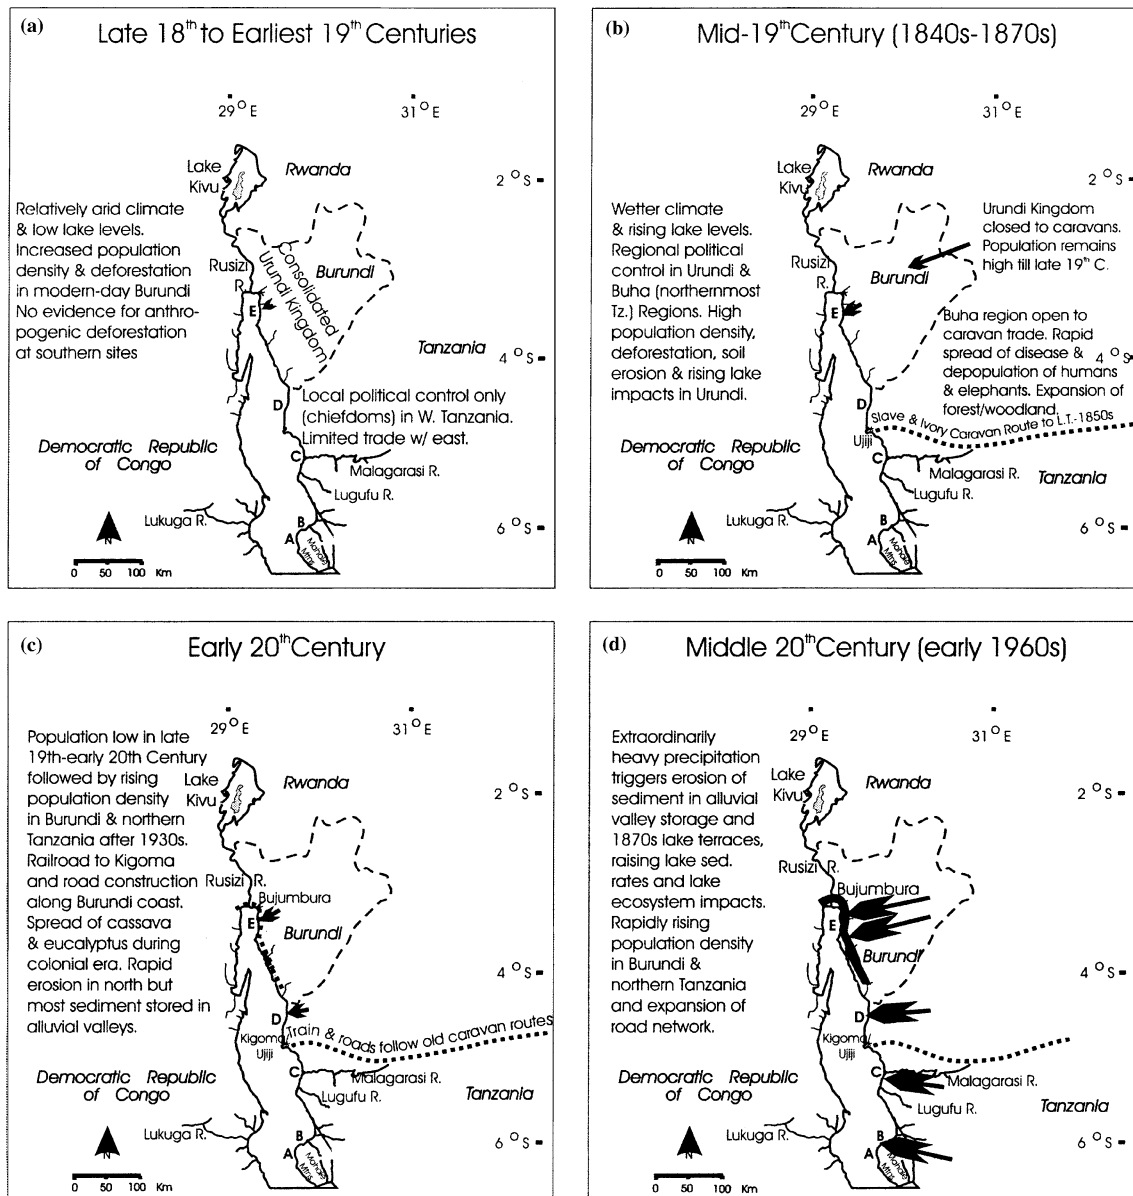 (a)
Late 18th to Earliest 19th Centuries
29° E
31° E
Lake
Kivu
Rwanda
2° S
Relatively arid climate
& low lake levels.
Increased population
density & deforestation
in modern-day Burundi
No evidence for anthro-
pogenic deforestation
at southern sites
Rusizi
R.
Consolidated
Urundi Kingdom
Burundi
E
Tanzania
4° S
D
Local political control only
(chiefdoms) in W. Tanzania.
Limited trade w/ east.
Democratic Republic
of Congo
C
Malagarasi R.
Lugufu R.
Lukuga R.
B
A
Mahale
Mtns
6° S
N
0 50 100 Km
(b)
Mid-19th Century (1840s-1870s)
29° E
31° E
Lake
Kivu
Rwanda
2° S
Wetter climate
& rising lake levels.
Regional political
control in Urundi &
Buha (northernmost
Tz.) Regions. High
population density,
deforestation, soil
erosion & rising lake
impacts in Urundi.
Urundi Kingdom
closed to caravans.
Population remains
high till late 19th C.
Rusizi
R.
Burundi
E
Buha region open to
caravan trade. Rapid
spread of disease &
depopulation of humans
& elephants. Expansion of
forest/woodland.
4° S
D
Slave & Ivory Caravan Route to L.T.-1850s
Ujiji
Democratic Republic
of Congo
C
Malagarasi R.
Tanzania
Lugufu R.
Lukuga R.
B
A
Mahale
Mtns
6° S
N
0 50 100 Km
(c)
Early 20th Century
29° E
31° E
Population low in late
19th-early 20th Century
followed by rising
population density
in Burundi & northern
Tanzania after 1930s.
Railroad to Kigoma
and road construction
along Burundi coast.
Spread of cassava
& eucalyptus during
colonial era. Rapid
erosion in north but
most sediment stored in
alluvial valleys.
Lake
Kivu
Rwanda
2° S
Rusizi R.
Bujumbura
E
Burundi
4° S
D
Kigoma/
Ujiji
Train & roads follow old caravan routes
Democratic Republic
of Congo
C
Malagarasi R.
Lugufu R.
Tanzania
Lukuga R.
B
A
Mahale
Mtns
6° S
N
0 50 100 Km
(d)
Middle 20th Century (early 1960s)
29° E
31° E
Extraordinarily
heavy precipitation
triggers erosion of
sediment in alluvial
valley storage and
1870s lake terraces,
raising lake sed.
rates and lake
ecosystem impacts.
Rapidly rising
population density
in Burundi &
northern Tanzania
and expansion of
road network.
Lake
Kivu
Rwanda
2° S
Rusizi R.
Bujumbura
E
Burundi
4° S
D
Kigoma/
Ujiji
Democratic Republic
of Congo
C
Malagarasi R.
Lugufu R.
Tanzania
Lukuga R.
B
A
Mahale
Mtns
6° S
N
0 50 100 Km